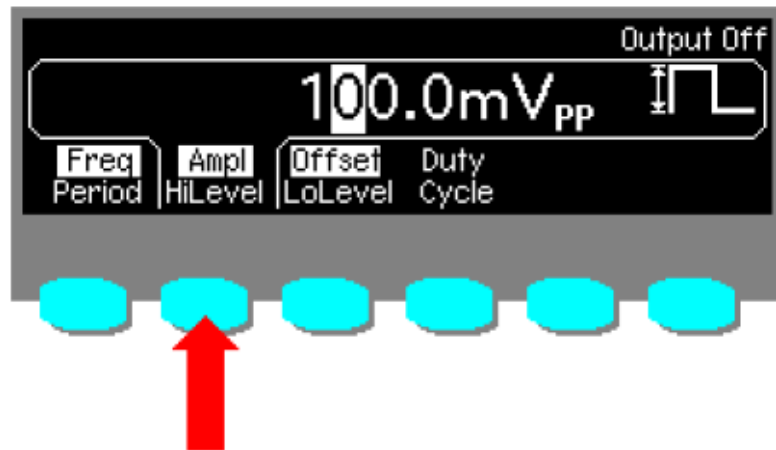 Output Off
100.0mVPP
Freq Ampl Offset Duty
Period HiLevel LoLevel Cycle